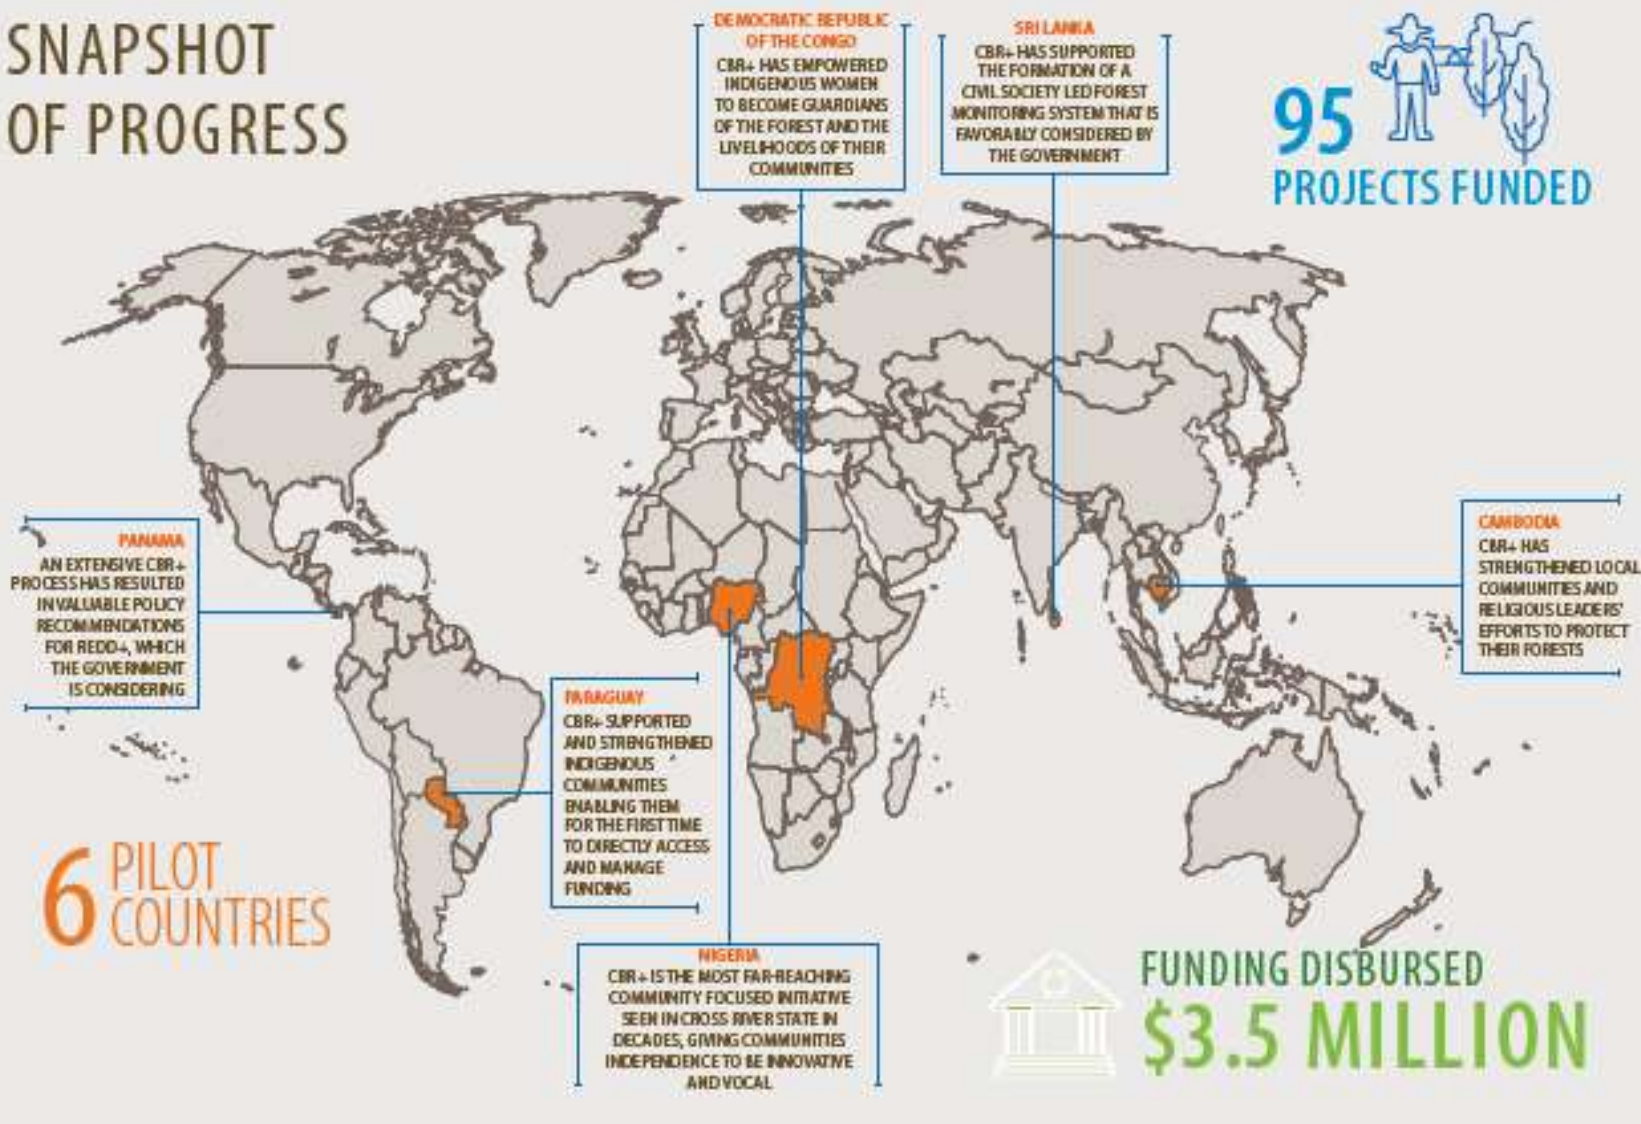 SNAPSHOT
OF PROGRESS
DEMOCRATIC REPUBLIC
OF THE CONGO
CBR+ HAS EMPOWERED
INDIGENOUS WOMEN
TO BECOME GUARDIANS
OF THE FOREST AND THE
LIVELIHOODS OF THEIR
COMMUNITIES
SRI LANKA
CBR+ HAS SUPPORTED
THE FORMATION OF A
CIVIL SOCIETY LED FOREST
MONITORING SYSTEM THAT IS
FAVORABLY CONSIDERED BY
THE GOVERNMENT
95
PROJECTS FUNDED
PANAMA
AN EXTENSIVE CBR+
PROCESS HAS RESULTED
IN VALUABLE POLICY
RECOMMENDATIONS
FOR REDD+, WHICH
THE GOVERNMENT
IS CONSIDERING
CAMBODIA
CBR+ HAS
STRENGTHENED LOCAL
COMMUNITIES AND
RELIGIOUS LEADERS'
EFFORTS TO PROTECT
THEIR FORESTS
PARAGUAY
CBR+ SUPPORTED
AND STRENGTHENED
INDIGENOUS
COMMUNITIES
ENABLING THEM
FOR THE FIRST TIME
TO DIRECTLY ACCESS
AND MANAGE
FUNDING
6 PILOT
COUNTRIES
NIGERIA
CBR+ IS THE MOST FAR-REACHING
COMMUNITY FOCUSED INITIATIVE
SEEN IN CROSS RIVER STATE IN
DECADES, GIVING COMMUNITIES
INDEPENDENCE TO BE INNOVATIVE
AND VOCAL
FUNDING DISBURSED
$3.5 MILLION